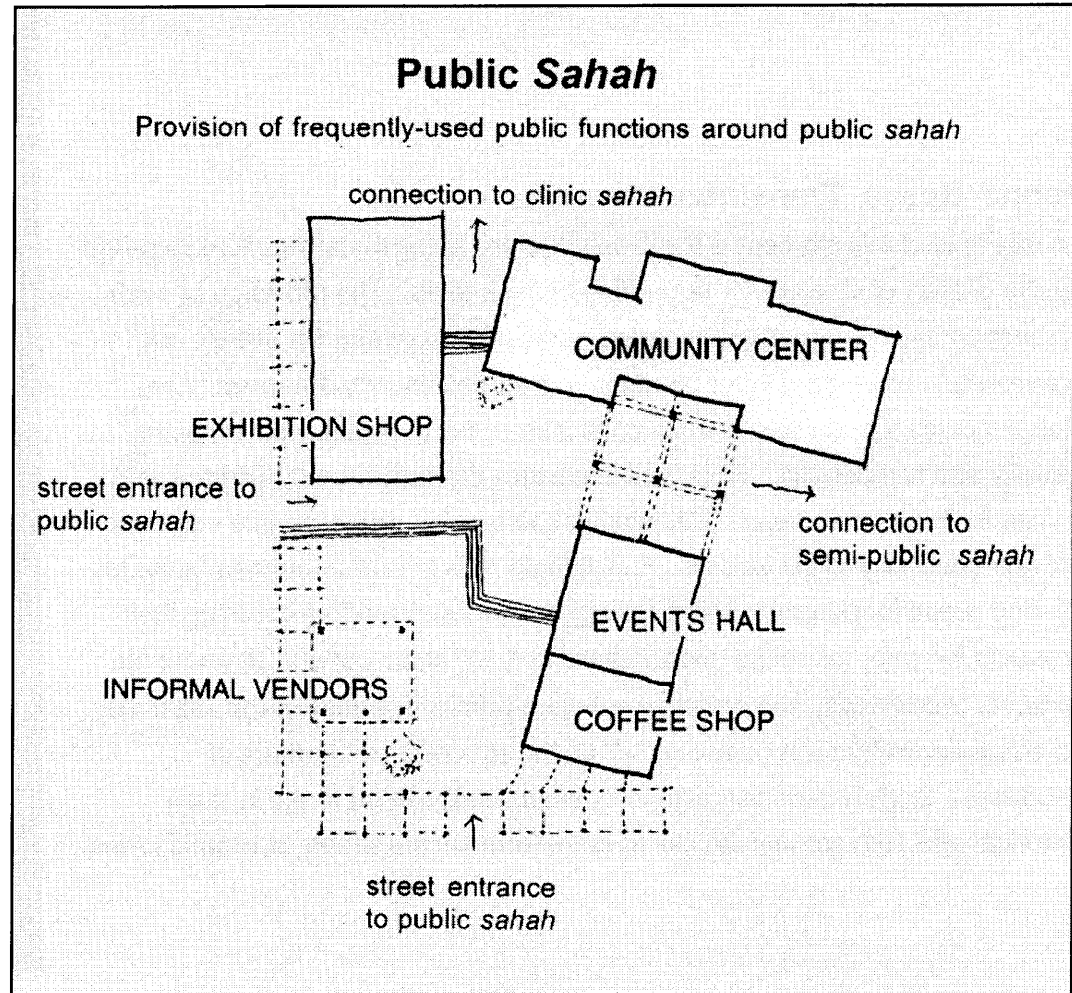 Public Sahah
Provision of frequently-used public functions around public sahah
connection to clinic sahah
COMMUNITY CENTER
EXHIBITION SHOP
street entrance to
public sahah
connection to
semi-public sahah
EVENTS HALL
INFORMAL VENDORS
COFFEE SHOP
street entrance
to public sahah